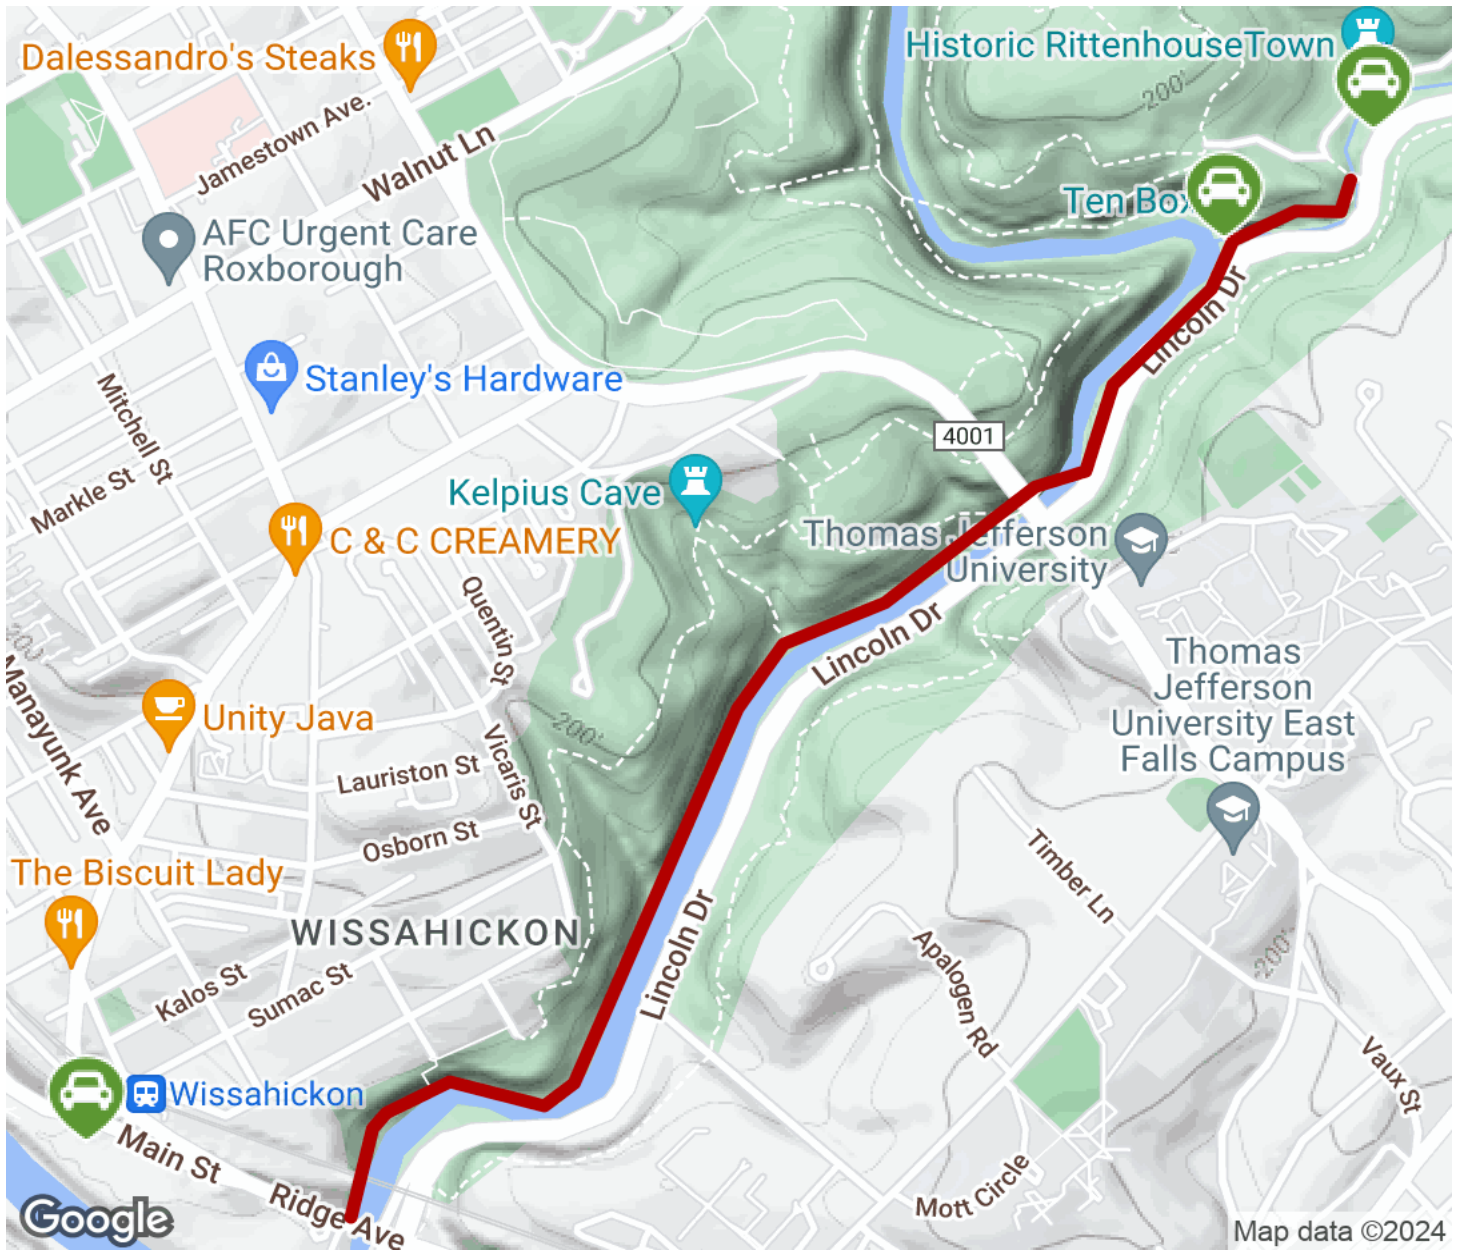 Dalessandro's Steaks
Historic RittenhouseTown
200'
Jamestown Ave.
Walnut Ln
Ten Box
AFC Urgent Care
Roxborough
Lincoln Dr
Stanley's Hardware
Mitchell St
4001
Markle St
Kelpius Cave
C & C CREAMERY
Thomas Jefferson
University
Quentin St
Lincoln Dr
200'
Manayunk Ave
Thomas
Jefferson
University East
Falls Campus
Unity Java
200'
Vicaris St
Lauriston St
Osborn St
Timber Ln
The Biscuit Lady
WISSAHICKON
Lincoln Dr
Apalogen Rd
200'
Kalos St
Sumac St
Vaux St
Wissahickon
Main St
Ridge Ave
Mott Circle
Google
Map data ©2024